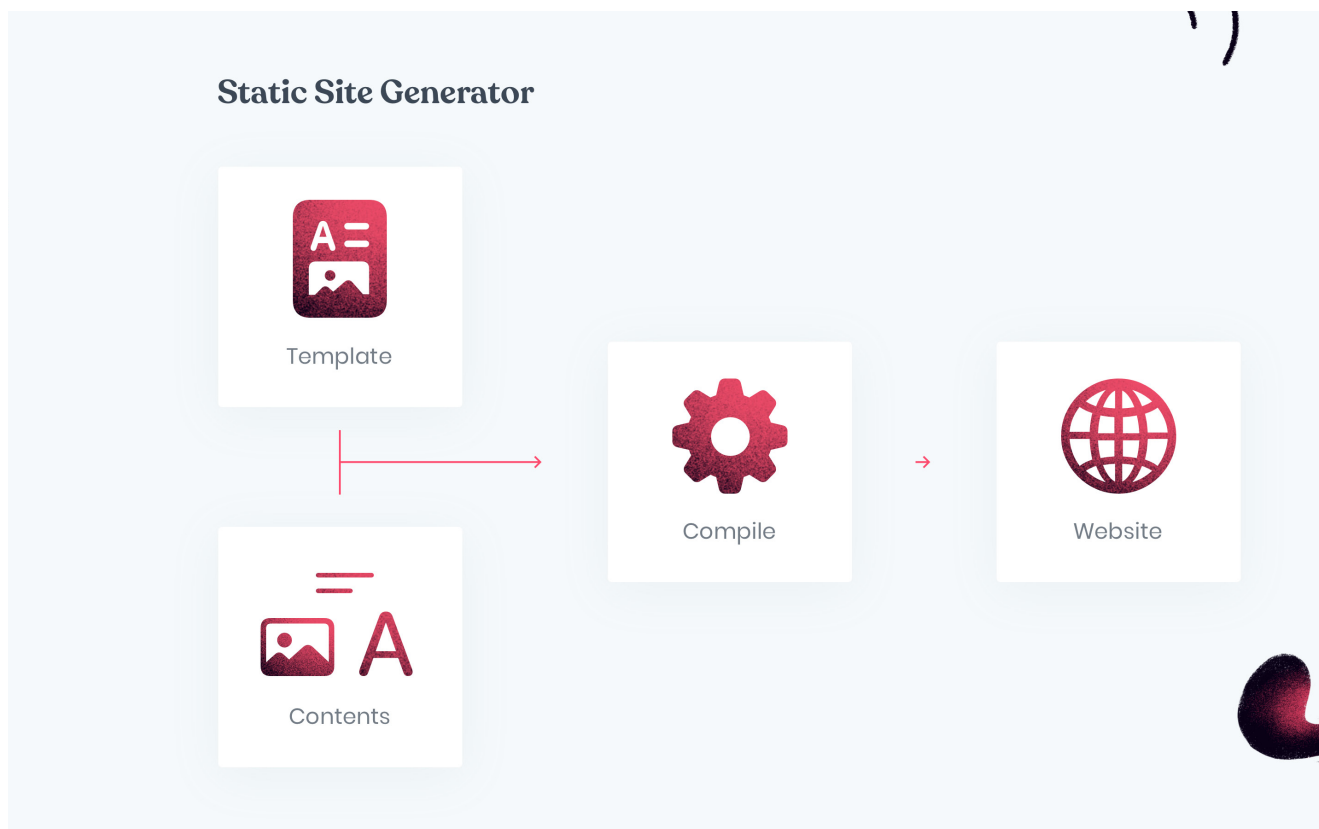 Static Site Generator
Template
Compile
Website
Contents